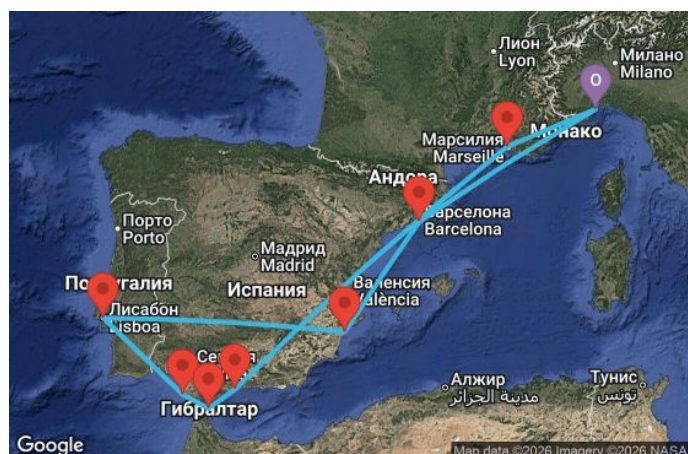 Лион
Lyon
Милано
Milano
O
Марсилия
Marseille
Монако
Андора
Барселона
Barcelona
Порто
Porto
Мадрид
Madrid
Валенсия
València
Испания
Лисабон
Lisboa
Гибралтар
Алжир
مدينة الجزائر
Тунис
تونس
Google
Map data ©2026 Imagery ©2026 NASA